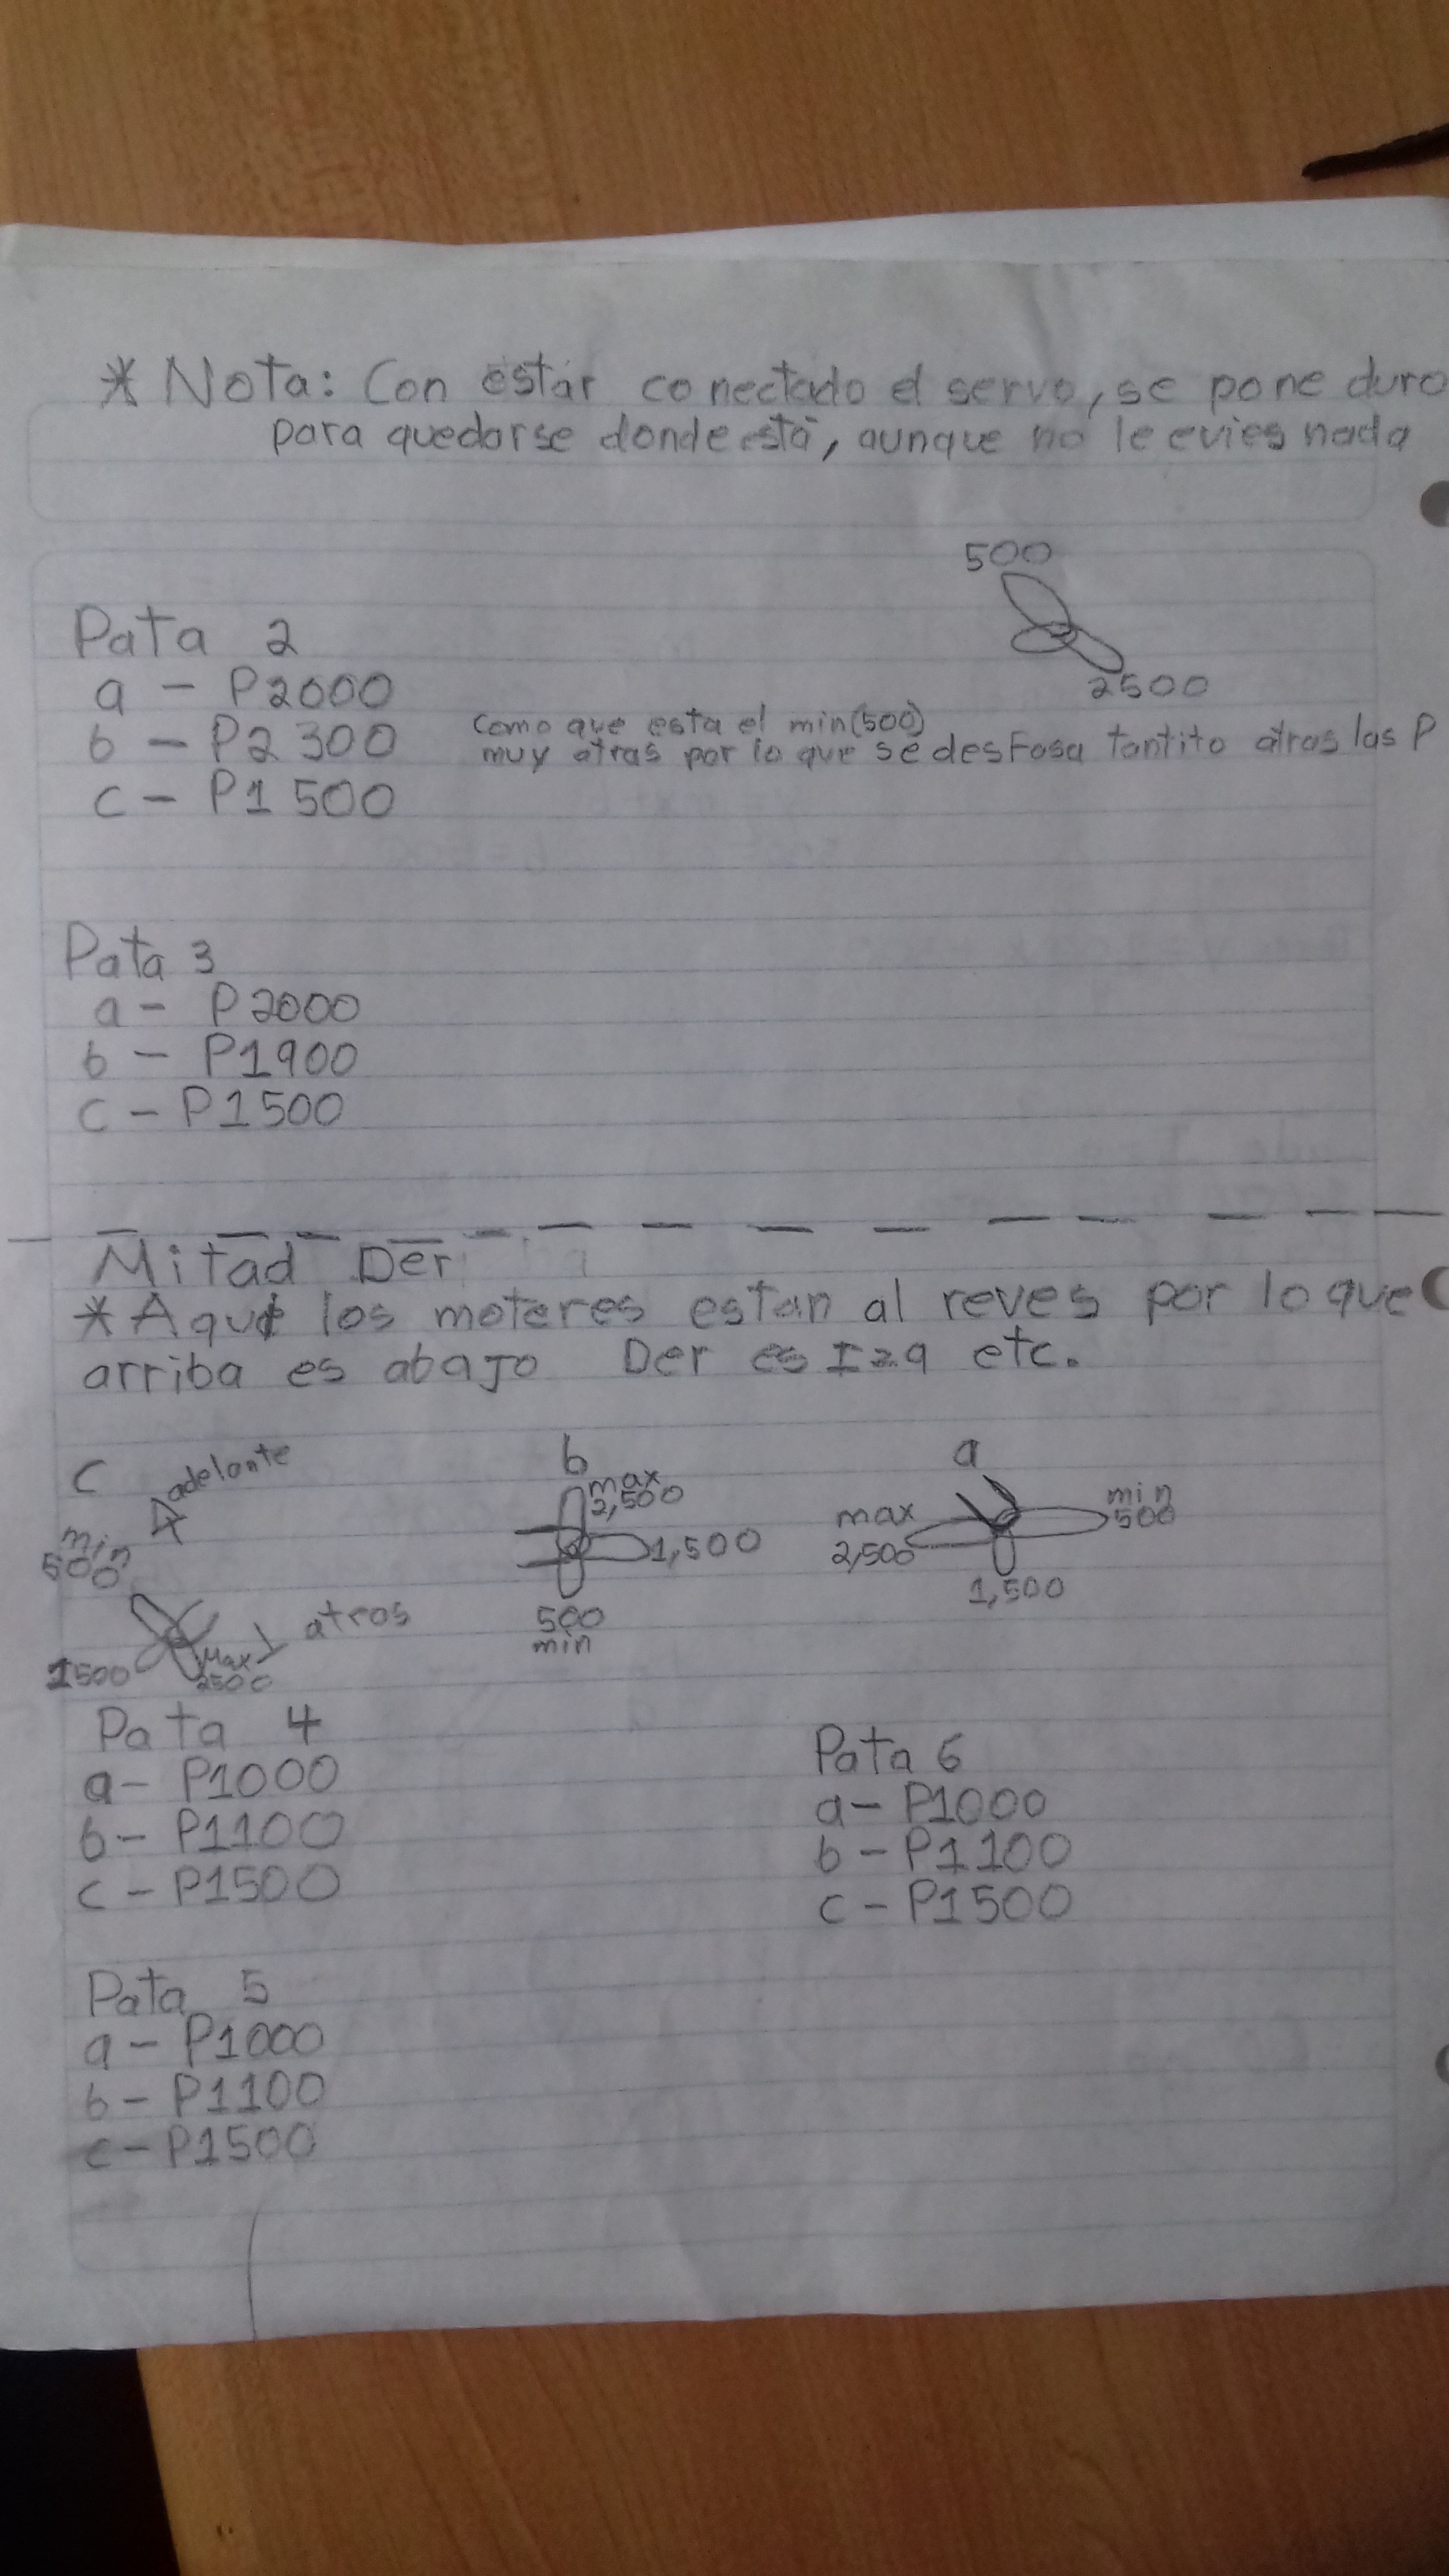 * Nota: Con estar conectado el servo, se pone duro
para quedarse donde está, aunque no le evies nada
500
2500
Pata 2
a - P2000
b - P2300
c - P1500
como que esta el min(500)
muy atras por lo que se desfosa tantito atras las P
Pata 3
a - P2000
b - P1900
c - P1500
Mitad Der
* Aqui los moteres estan al reves por lo que
arriba es abajo Der es Izq etc.
c
adelante
min
500
1500
Max
2500
atras
b
max
2,500
1,500
500
min
a
max
2,500
min
500
1,500
Pata 4
a- P1000
b- P1100
c- P1500
Pata 6
a- P1000
b- P1100
c- P1500
Pata 5
a- P1000
b- P1100
c- P1500